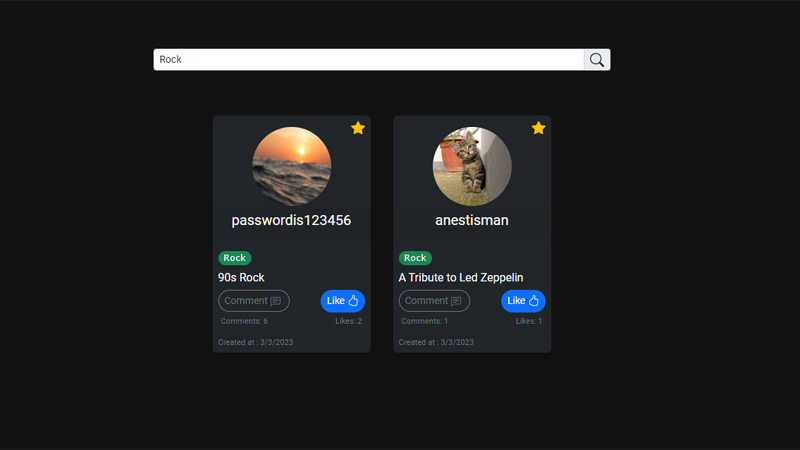 Rock
passwordis123456
Rock
90s Rock
Comment Like
Comments: 6 Likes: 2
Created at : 3/3/2023
anestisman
Rock
A Tribute to Led Zeppelin
Comment Like
Comments: 1 Likes: 1
Created at : 3/3/2023